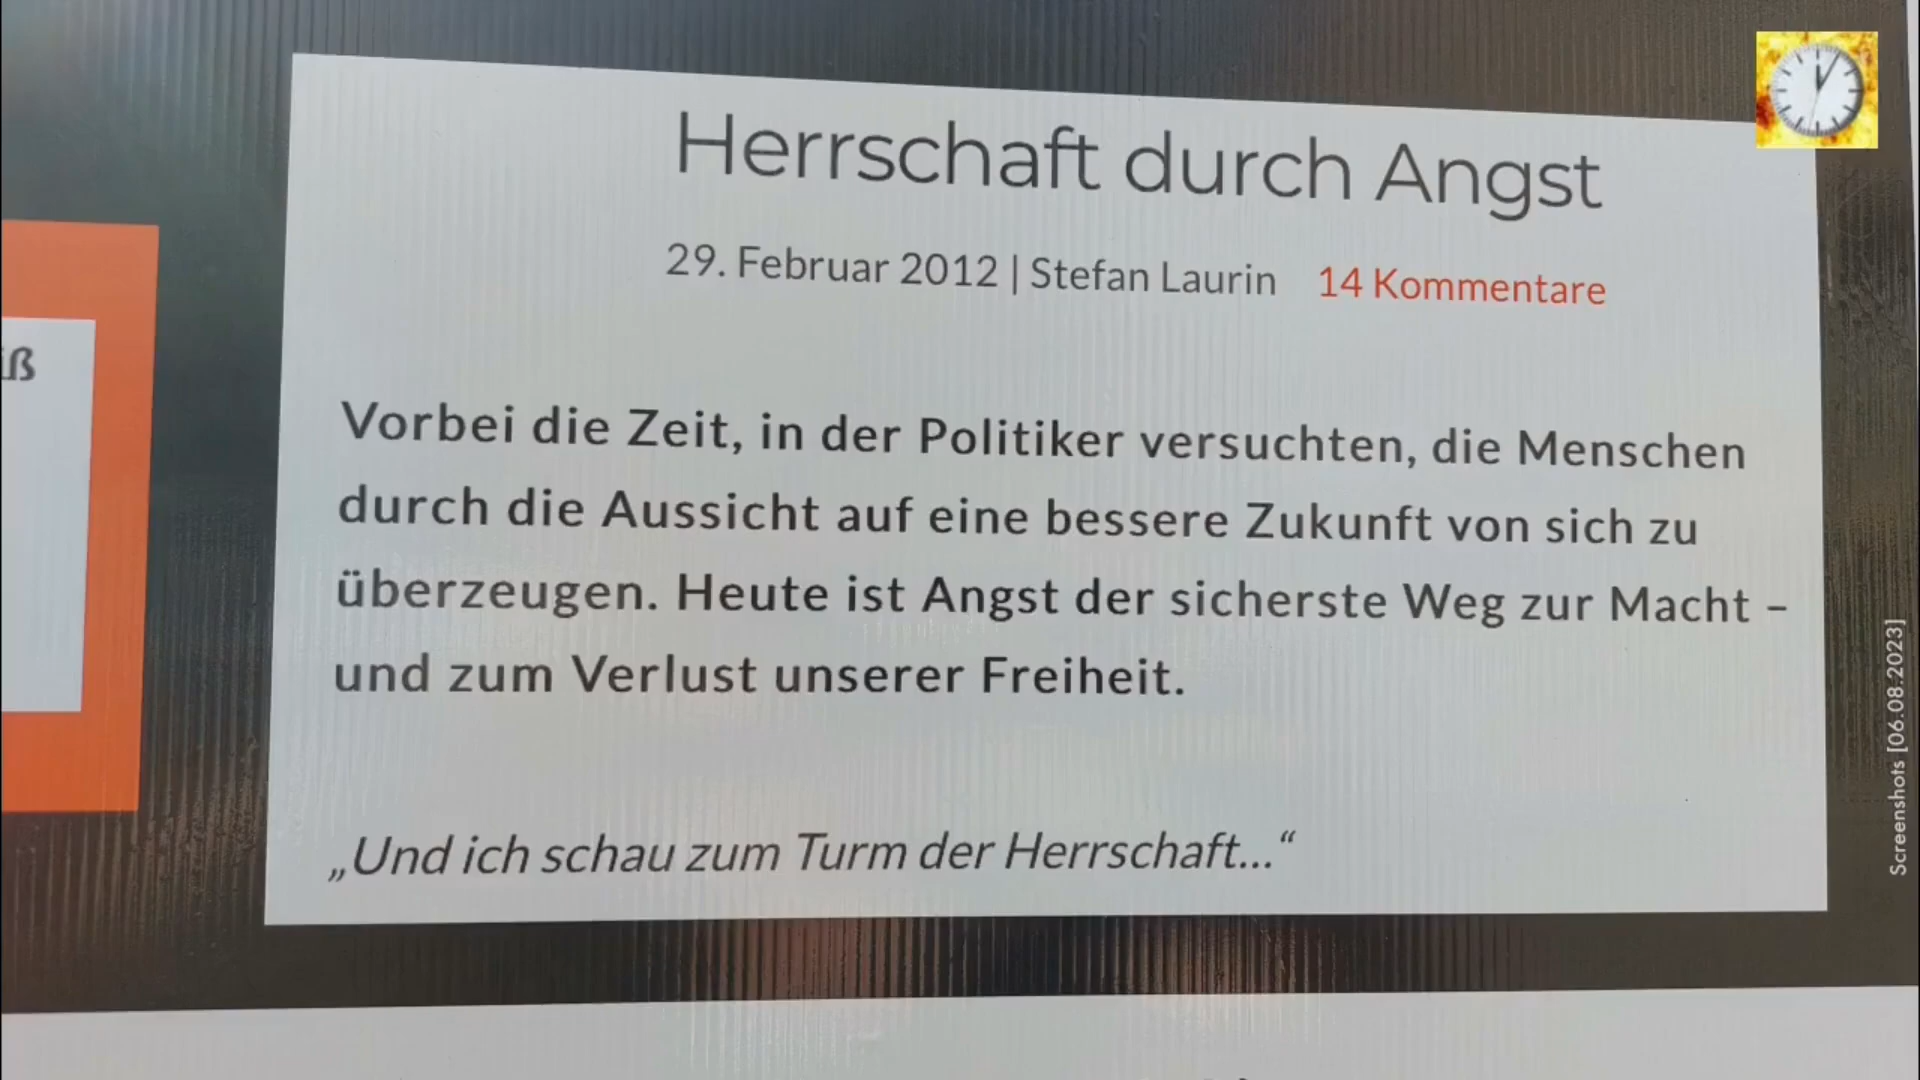 Herrschaft durch Angst
29. Februar 2012 | Stefan Laurin 14 Kommentare
Vorbei die Zeit, in der Politiker versuchten, die Menschen
durch die Aussicht auf eine bessere Zukunft von sich zu
überzeugen. Heute ist Angst der sicherste Weg zur Macht –
und zum Verlust unserer Freiheit.
„Und ich schau zum Turm der Herrschaft...“
Screenshots [06.08.2023]